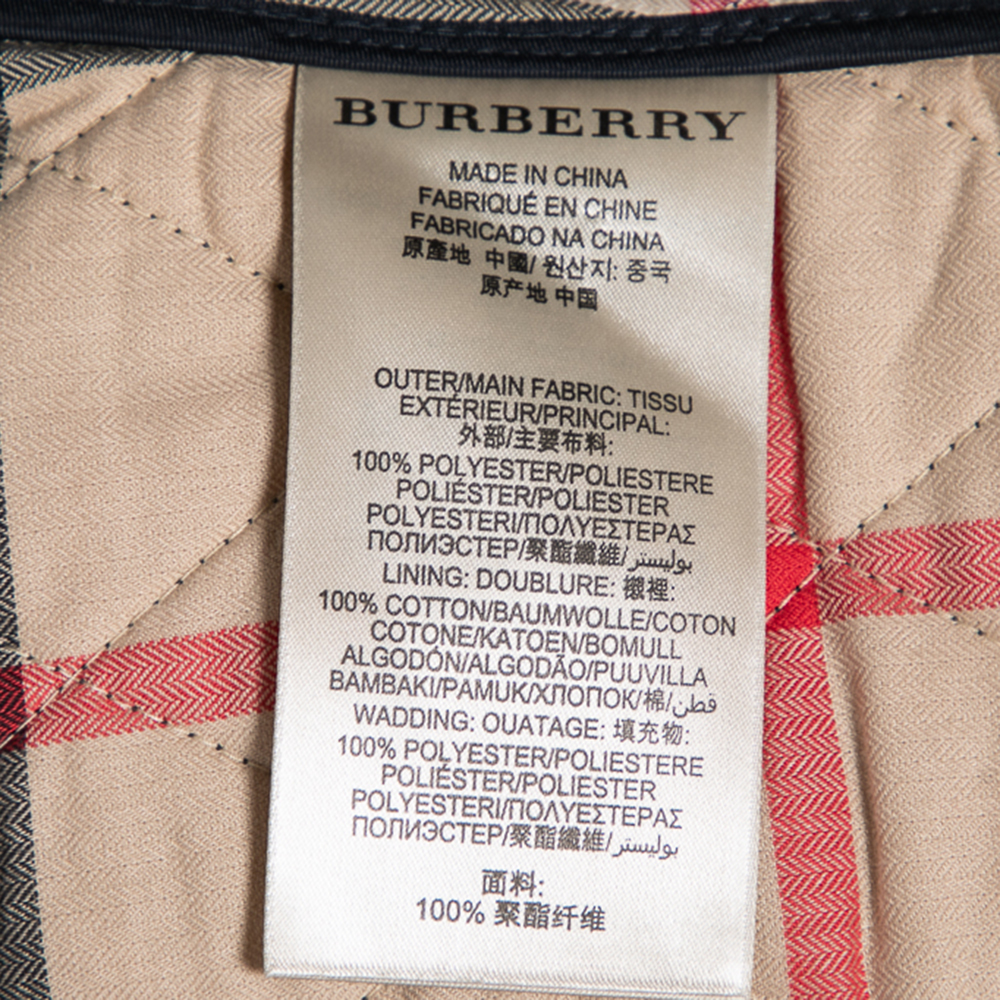 BURBERRY
MADE IN CHINA
FABRIQUÉ EN CHINE
FABRICADO NA CHINA
原產地 中國/ 원산지: 중국
原产地 中国
OUTER/MAIN FABRIC: TISSU
EXTÉRIEUR/PRINCIPAL:
外部/主要布料:
100% POLYESTER/POLIESTERE
POLIÉSTER/POLIESTER
POLYESTERI/ΠΟΛΥΕΣΤΕΡΑΣ
ПОЛИЭСТЕР/聚酯纖維/بوليستر
LINING: DOUBLURE: 襯裡:
100% COTTON/BAUMWOLLE/COTON
COTONE/KATOEN/BOMULL
ALGODÓN/ALGODÃO/PUUVILLA
BAMBAKI/PAMUK/ХЛОПОК/棉/قطن
WADDING: OUATAGE: 填充物:
100% POLYESTER/POLIESTERE
POLIÉSTER/POLIESTER
POLYESTERI/ΠΟΛΥΕΣΤΕΡΑΣ
ПОЛИЭСТЕР/聚酯纖維/بوليستر
面料:
100% 聚酯纤维